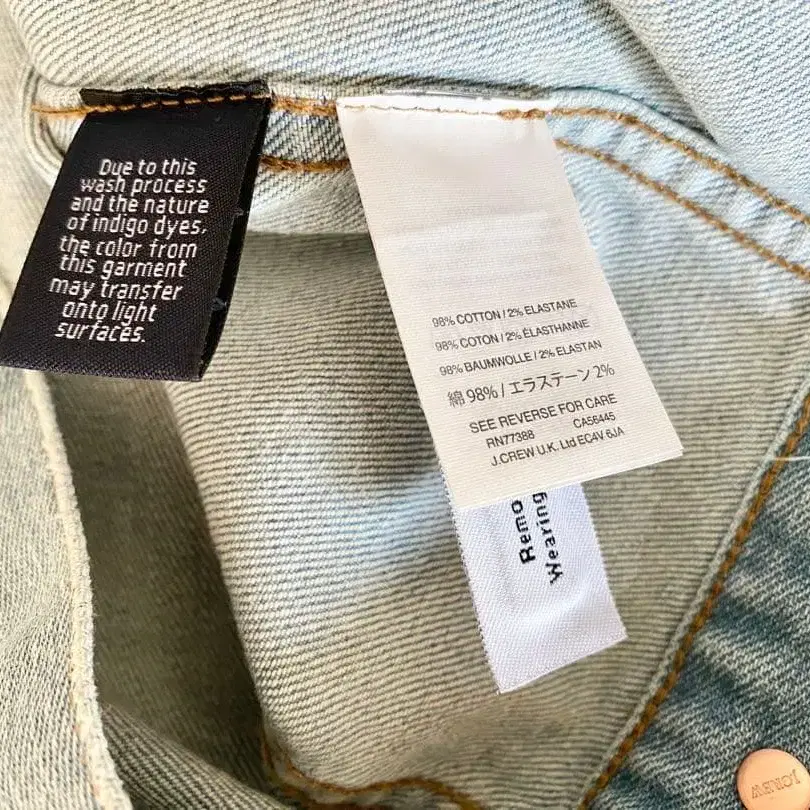 Due to this
wash process
and the nature
of indigo dyes,
the color from
this garment
may transfer
onto light
surfaces.
98% COTTON / 2% ELASTANE
98% COTON / 2% ÉLASTHANNE
98% BAUMWOLLE / 2% ELASTAN
綿 98% / エラステーン 2%
SEE REVERSE FOR CARE
RN77388 CA56445
J.CREW U.K. Ltd EC4V 6JA
Remo
Wearing
J.CREW